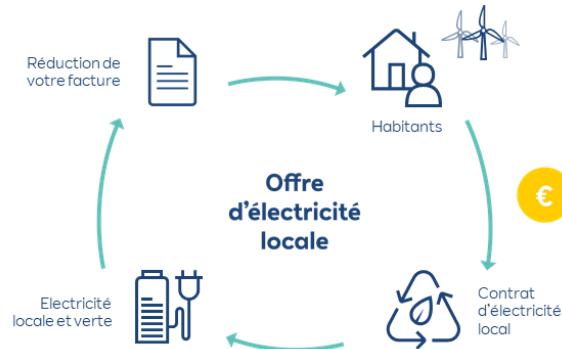 Réduction de
votre facture
Habitants
Offre
d'électricité
locale
€
Electricité
locale et verte
Contrat
d'électricité
local